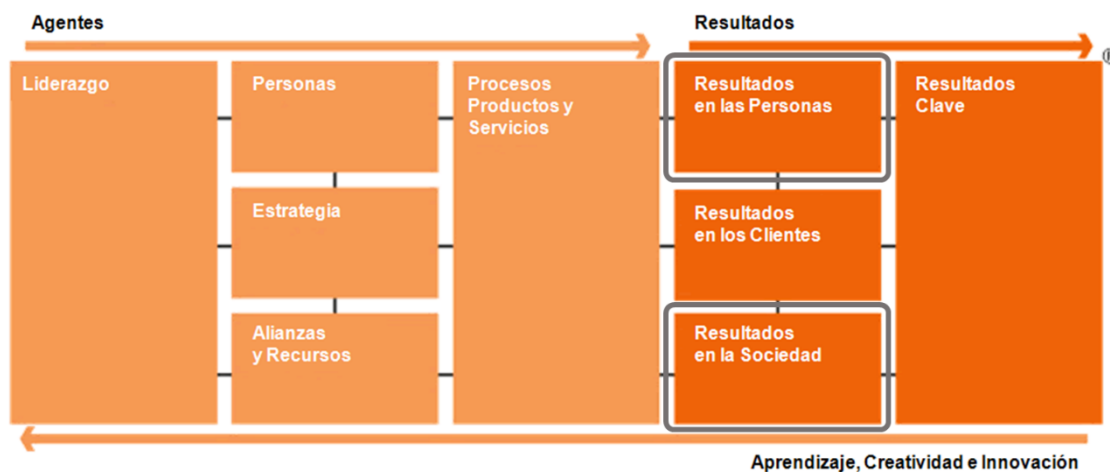 Agentes
Resultados
Liderazgo
Personas
Procesos
Productos y
Servicios
Resultados
en las Personas
Resultados
Clave
Estrategia
Resultados
en los Clientes
Alianzas
y Recursos
Resultados
en la Sociedad
Aprendizaje, Creatividad e Innovación